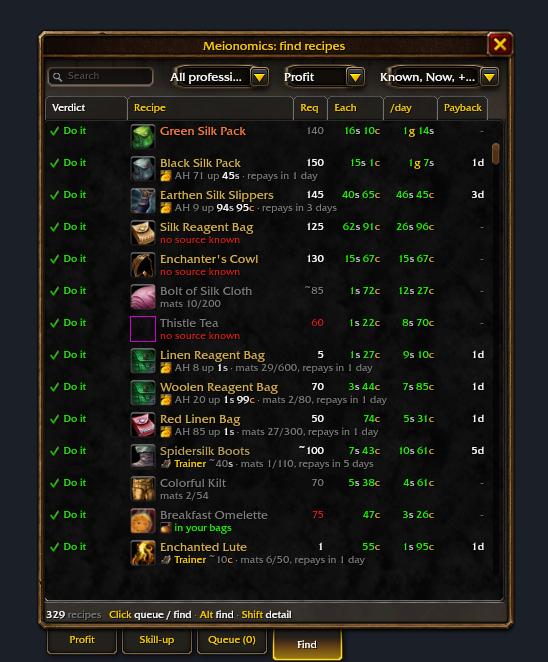 Meionomics: find recipes
Search All professi... Profit Known, Now, +...
Verdict Recipe Req Each /day Payback
Do it Green Silk Pack 140 16s 10c 1g 14s -
Do it Black Silk Pack 150 15s 1c 1g 7s 1d
AH 71 up 45s · repays in 1 day
Do it Earthen Silk Slippers 145 40s 65c 46s 45c 3d
AH 9 up 94s 95c · repays in 3 days
Do it Silk Reagent Bag 125 62s 91c 26s 96c -
no source known
Do it Enchanter's Cowl 130 15s 67c 15s 67c -
no source known
Do it Bolt of Silk Cloth ~85 1s 72c 12s 27c -
mats 10/200
Do it Thistle Tea 60 1s 22c 8s 70c -
no source known
Do it Linen Reagent Bag 5 1s 27c 9s 10c 1d
AH 8 up 1s · mats 29/600, repays in 1 day
Do it Woolen Reagent Bag 70 3s 44c 7s 85c 1d
AH 20 up 1s 99c · mats 2/80, repays in 1 day
Do it Red Linen Bag 50 74c 5s 31c 1d
AH 85 up 1s · mats 27/300, repays in 1 day
Do it Spidersilk Boots ~100 7s 43c 10s 61c 5d
Trainer ~40s · mats 1/110, repays in 5 days
Do it Colorful Kilt 70 5s 38c 4s 61c -
mats 2/54
Do it Breakfast Omelette 75 47c 3s 26c -
in your bags
Do it Enchanted Lute 1 55c 1s 95c 1d
Trainer ~10c · mats 6/50, repays in 1 day
329 recipes Click queue / find · Alt find · Shift detail
Profit Skill-up Queue (0) Find